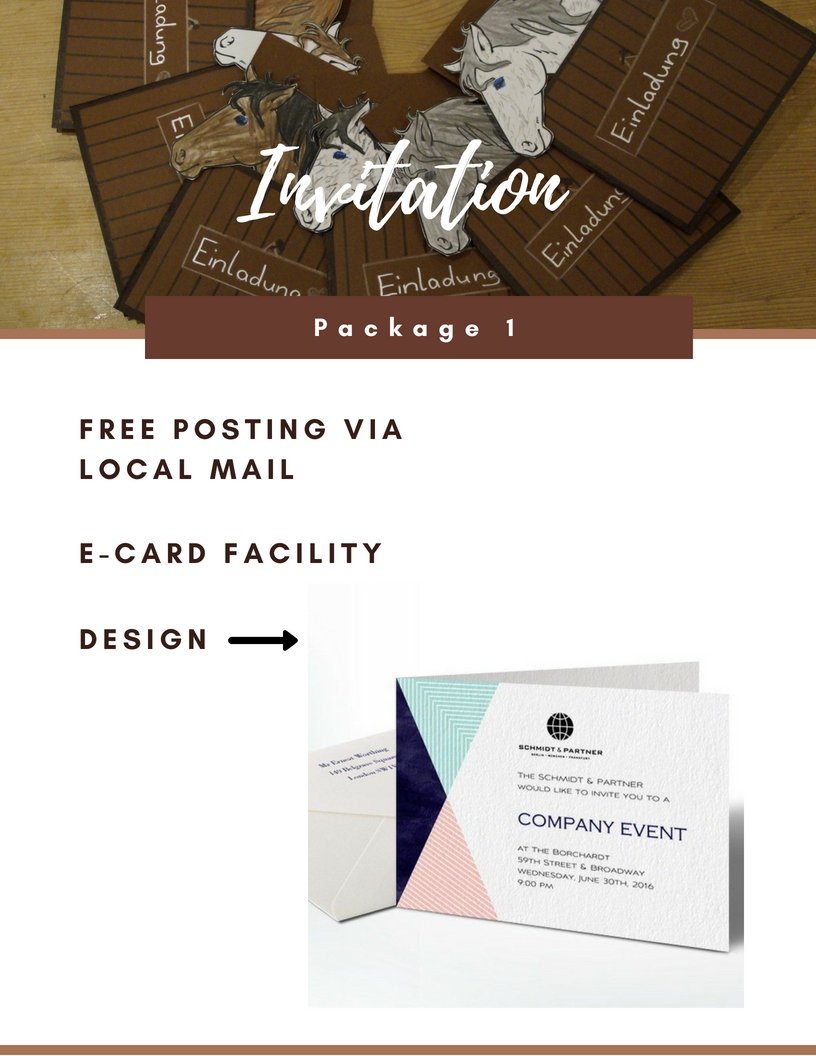 Einladung
Einladung
Invitation
Einladung
Einladung
Einladung
Package 1
FREE POSTING VIA
LOCAL MAIL
E-CARD FACILITY
DESIGN
Mr Ernest Worthing
149 Belgrave Square
London SW1
SCHMIDT & PARTNER
BERLIN • MÜNCHEN • FRANKFURT
THE SCHMIDT & PARTNER
WOULD LIKE TO INVITE YOU TO A
COMPANY EVENT
AT THE BORCHARDT
59TH STREET & BROADWAY
WEDNESDAY, JUNE 30TH, 2016
9.00 PM